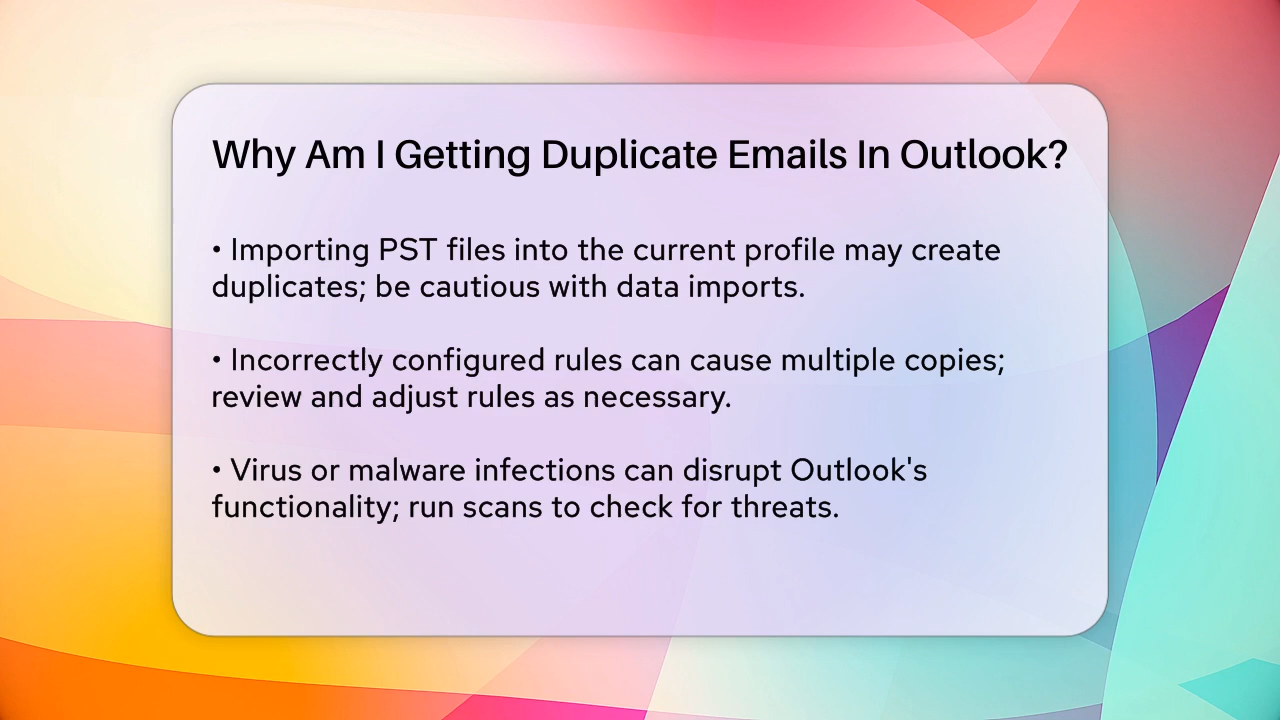 Why Am I Getting Duplicate Emails In Outlook?
• Importing PST files into the current profile may create
duplicates; be cautious with data imports.
• Incorrectly configured rules can cause multiple copies;
review and adjust rules as necessary.
• Virus or malware infections can disrupt Outlook's
functionality; run scans to check for threats.